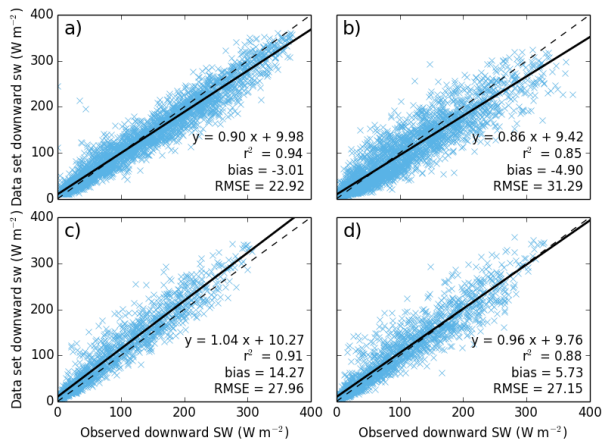 a)
400
300
200
100
0
Data set downward sw (W m⁻²)
y = 0.90 x + 9.98
r² = 0.94
bias = -3.01
RMSE = 22.92
b)
y = 0.86 x + 9.42
r² = 0.85
bias = -4.90
RMSE = 31.29
c)
400
300
200
100
0
Data set downward sw (W m⁻²)
y = 1.04 x + 10.27
r² = 0.91
bias = 14.27
RMSE = 27.96
0 100 200 300 400
Observed downward SW (W m⁻²)
d)
y = 0.96 x + 9.76
r² = 0.88
bias = 5.73
RMSE = 27.15
0 100 200 300 400
Observed downward SW (W m⁻²)